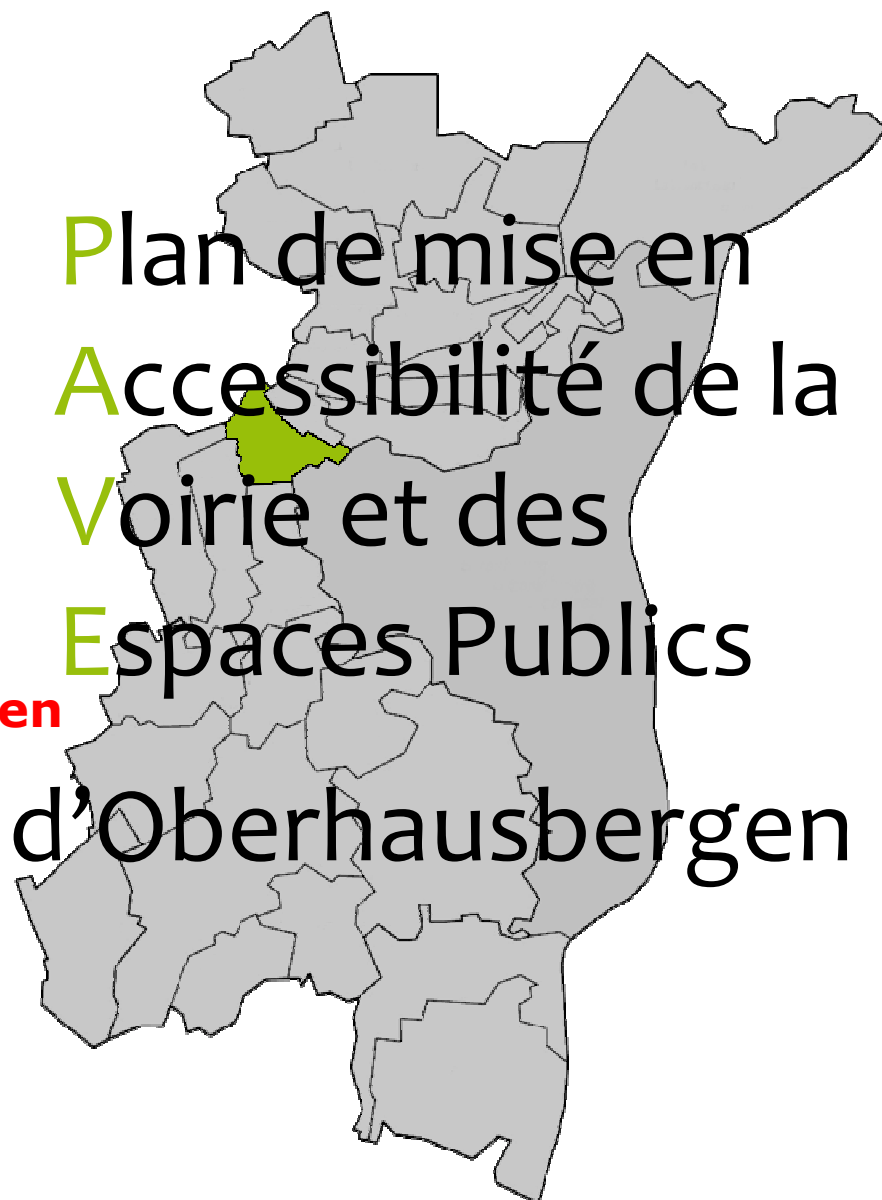 Plan de mise en
Accessibilité de la
Voirie et des
Espaces Publics
en
d’Oberhausbergen